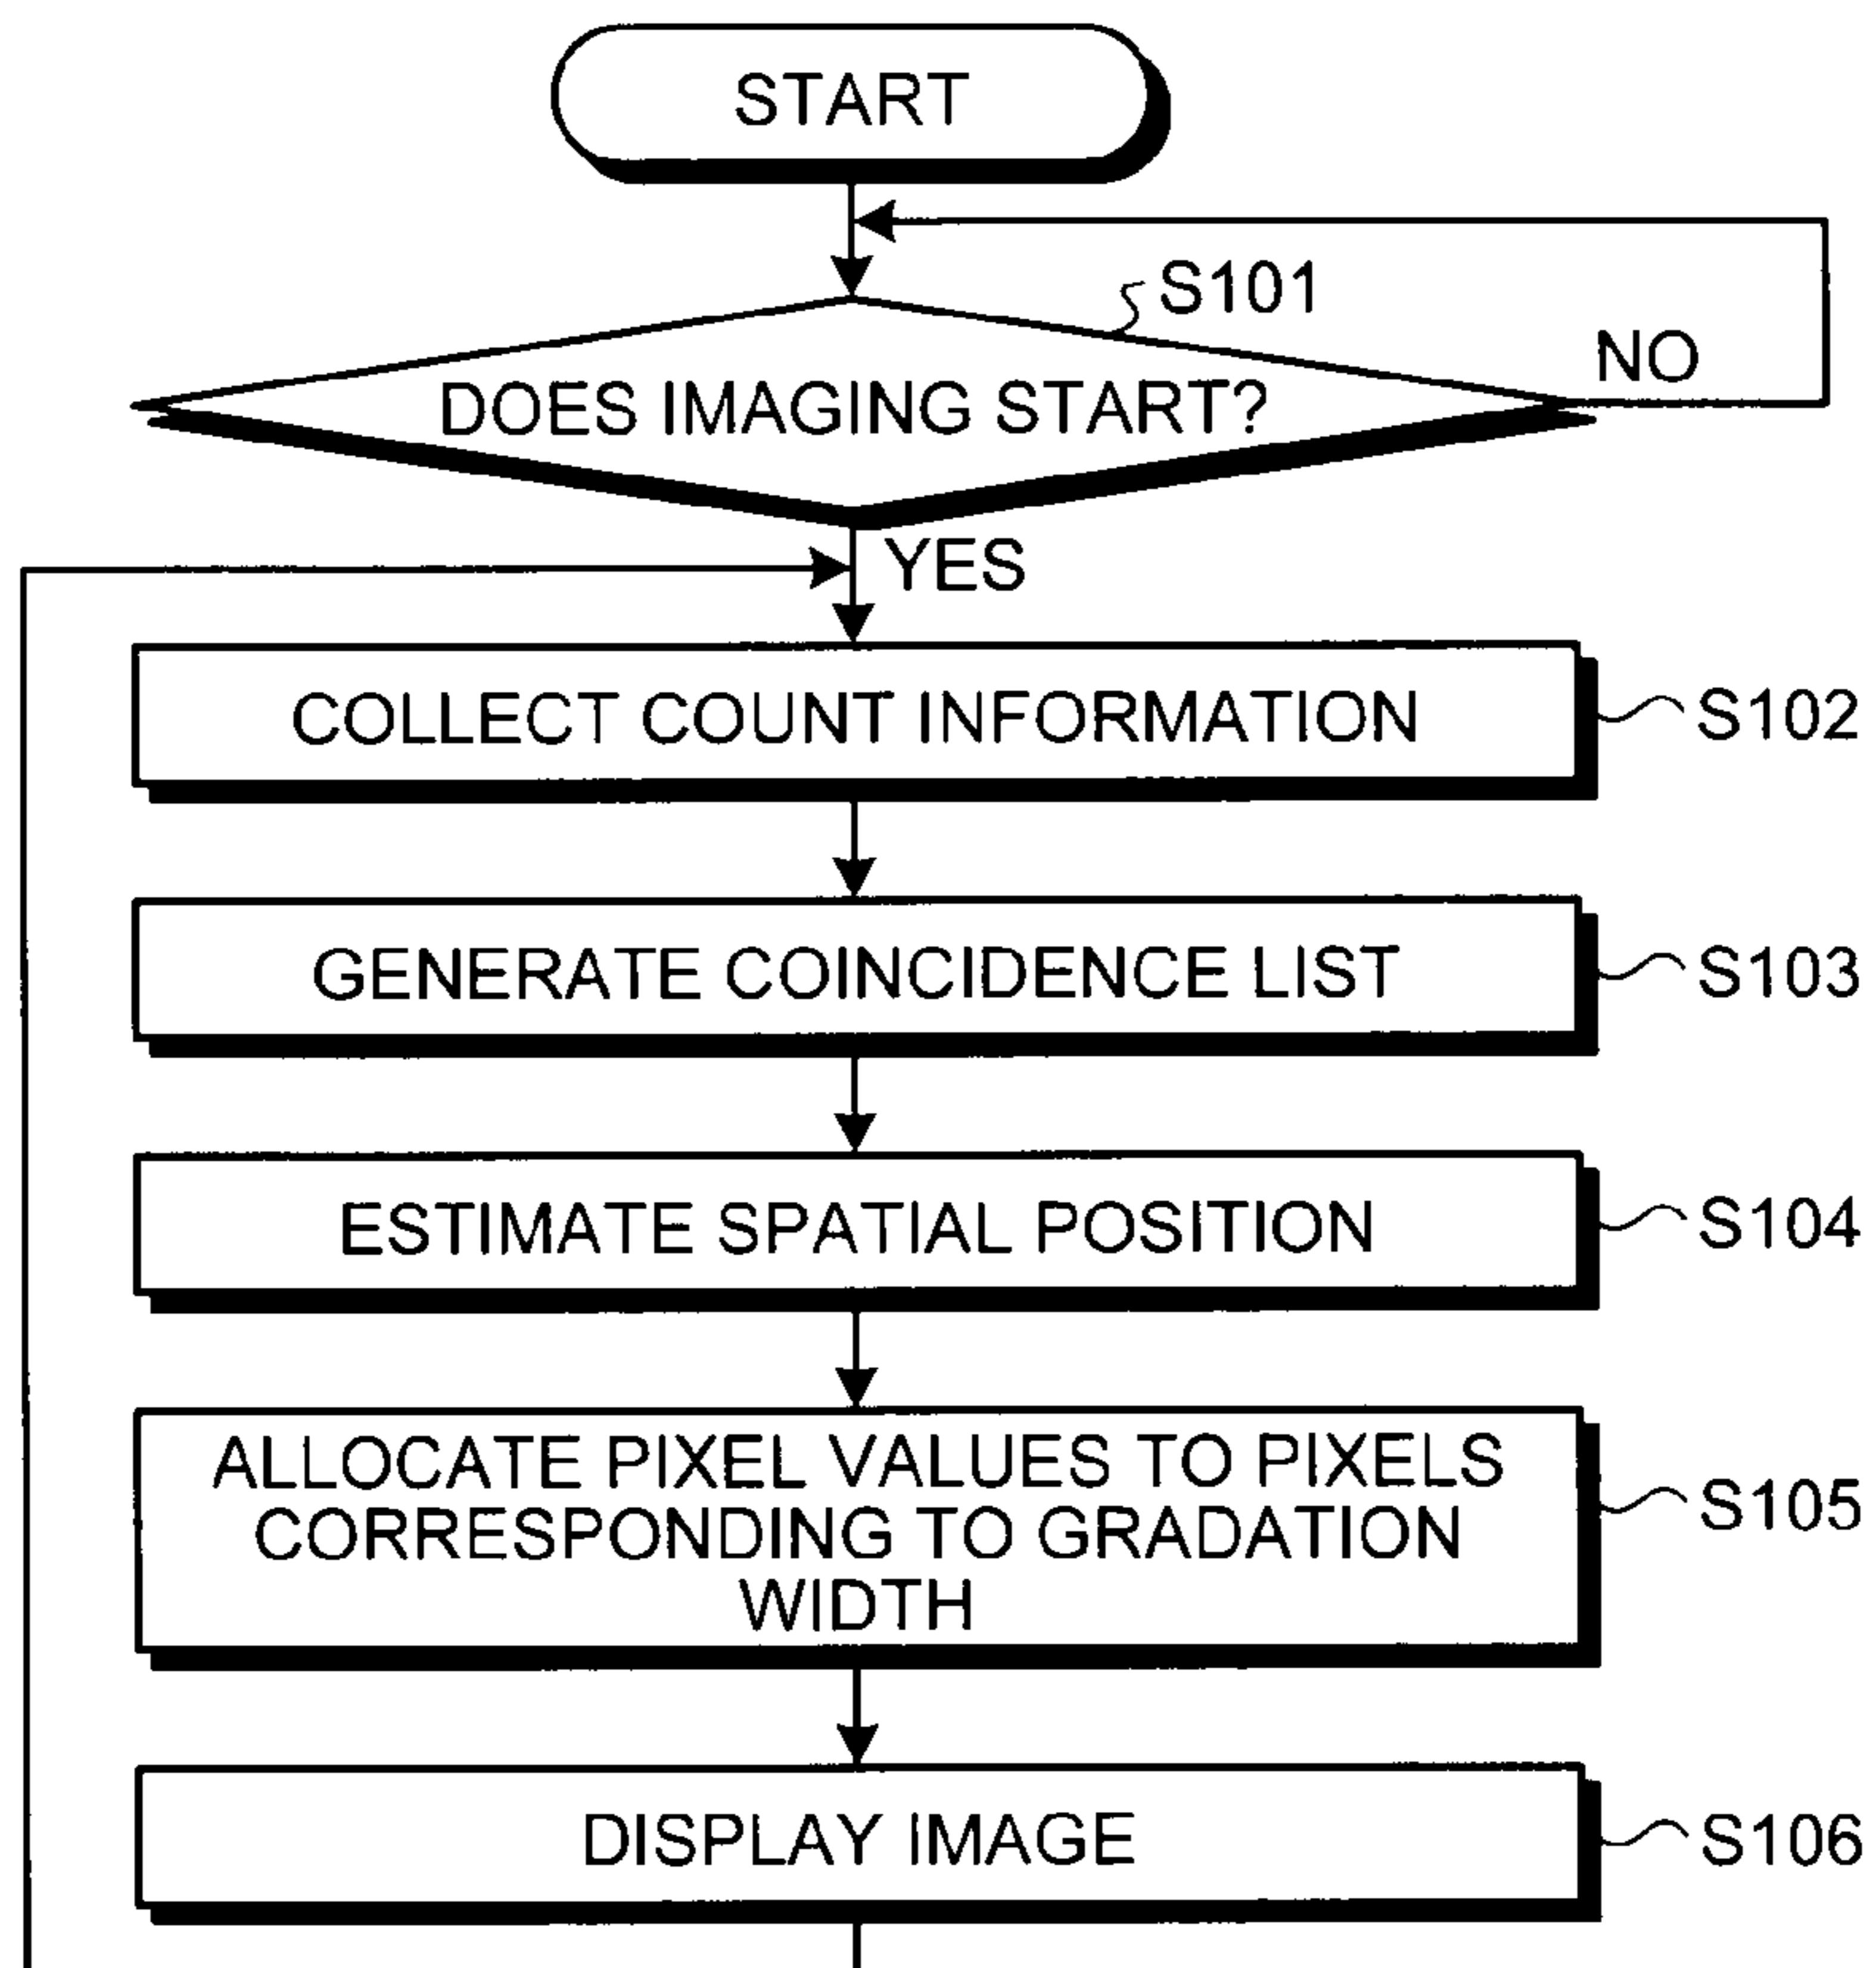 START
S101
NO
DOES IMAGING START?
YES
COLLECT COUNT INFORMATION
S102
GENERATE COINCIDENCE LIST
S103
ESTIMATE SPATIAL POSITION
S104
ALLOCATE PIXEL VALUES TO PIXELS
CORRESPONDING TO GRADATION
WIDTH
S105
DISPLAY IMAGE
S106